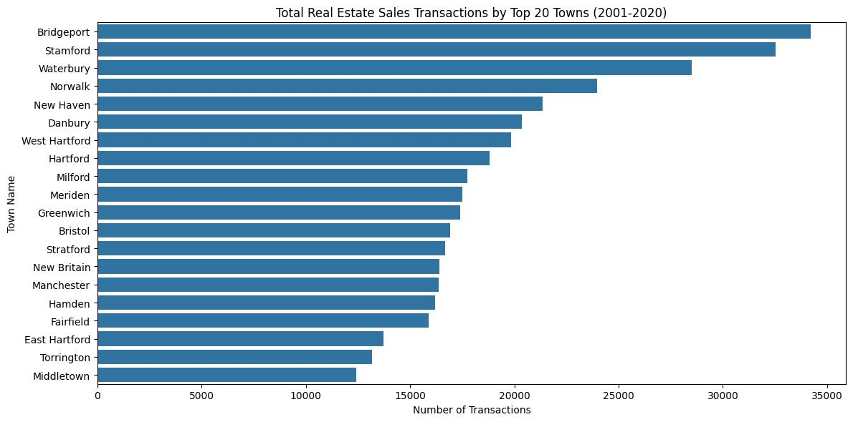 Total Real Estate Sales Transactions by Top 20 Towns (2001-2020)
Bridgeport
Stamford
Waterbury
Norwalk
New Haven
Danbury
West Hartford
Hartford
Milford
Meriden
Greenwich
Bristol
Stratford
New Britain
Manchester
Hamden
Fairfield
East Hartford
Torrington
Middletown
Town Name
0 5000 10000 15000 20000 25000 30000 35000
Number of Transactions